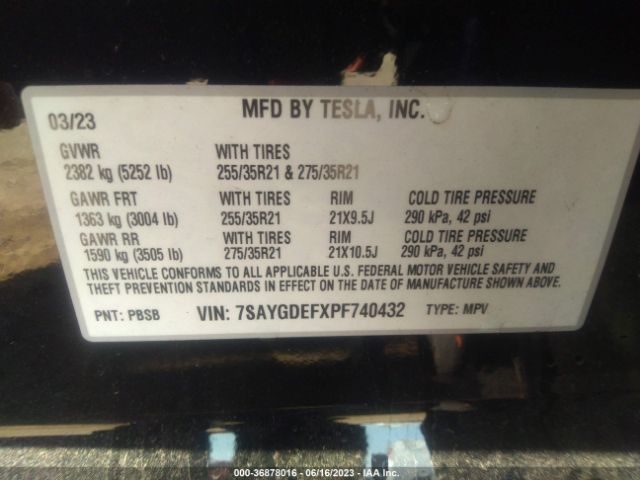 03/23 MFD BY TESLA, INC.
GVWR WITH TIRES
2382 kg (5252 lb) 255/35R21 & 275/35R21
GAWR FRT WITH TIRES RIM COLD TIRE PRESSURE
1363 kg (3004 lb) 255/35R21 21X9.5J 290 kPa, 42 psi
GAWR RR WITH TIRES RIM COLD TIRE PRESSURE
1590 kg (3505 lb) 275/35R21 21X10.5J 290 kPa, 42 psi
THIS VEHICLE CONFORMS TO ALL APPLICABLE U.S. FEDERAL MOTOR VEHICLE SAFETY AND
THEFT PREVENTION STANDARDS IN EFFECT ON THE DATE OF MANUFACTURE SHOWN ABOVE.
PNT: PBSB VIN: 7SAYGDEFXPF740432 TYPE: MPV
000-36878016 - 06/16/2023 - IAA Inc.